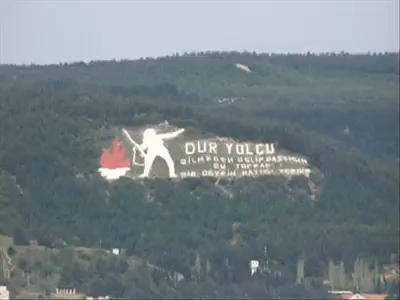 DUR YOLCU
BİLMEDEN GELİP BASTIĞIN
BU TOPRAK
BİR DEVRİN BATTIĞI YERDİR